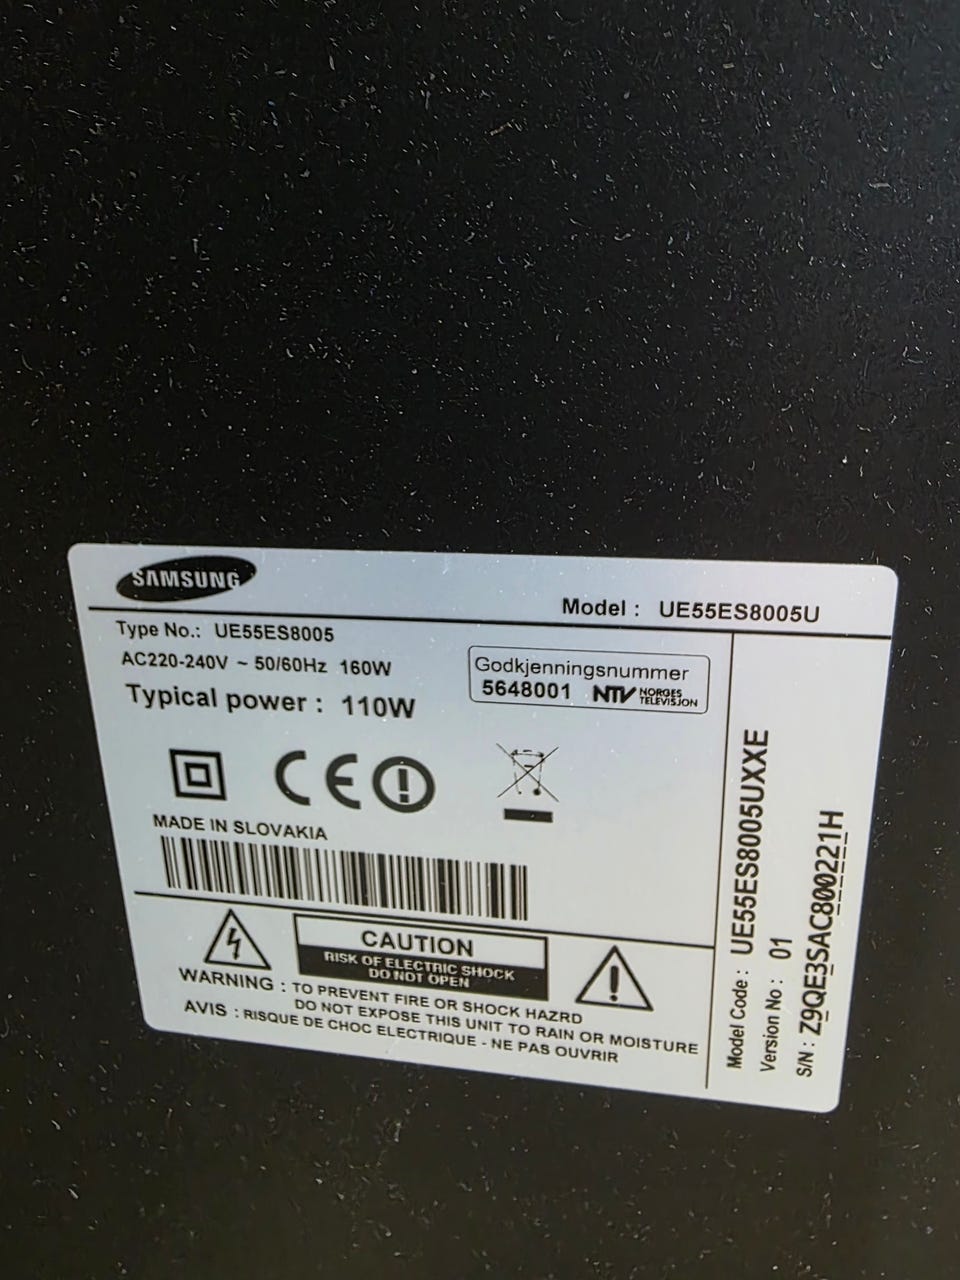 SAMSUNG
Model : UE55ES8005U
Type No.: UE55ES8005
AC220-240V ~ 50/60Hz 160W
Typical power : 110W
Godkjenningsnummer
5648001 NTV NORGES
TELEVISJON
CE
MADE IN SLOVAKIA
CAUTION
RISK OF ELECTRIC SHOCK
DO NOT OPEN
WARNING : TO PREVENT FIRE OR SHOCK HAZRD
DO NOT EXPOSE THIS UNIT TO RAIN OR MOISTURE
AVIS : RISQUE DE CHOC ELECTRIQUE - NE PAS OUVRIR
Model Code : UE55ES8005UXXE
Version No : 01
S/N : Z9QE3SAC800221H